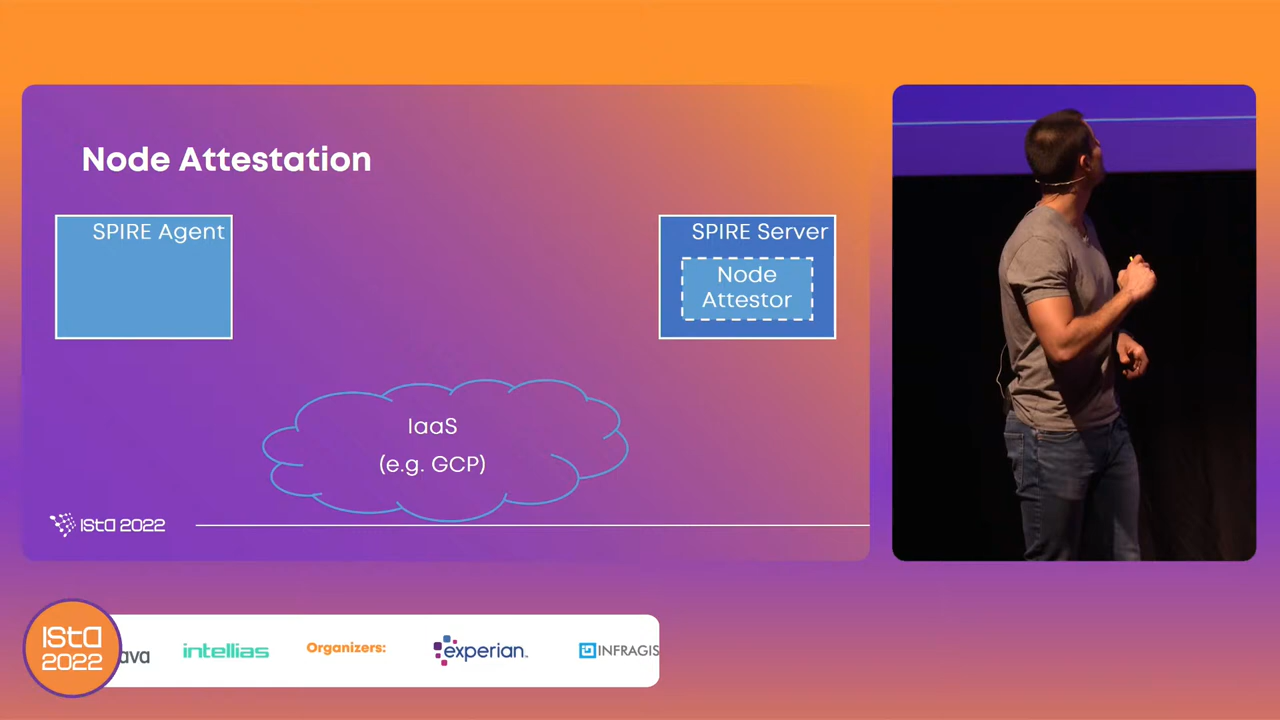 Node Attestation
SPIRE Agent
SPIRE Server
Node
Attestor
IaaS
(e.g. GCP)
ISTA 2022
ISTA
2022
ava
intellias
Organizers:
experian.
INFRAGIS